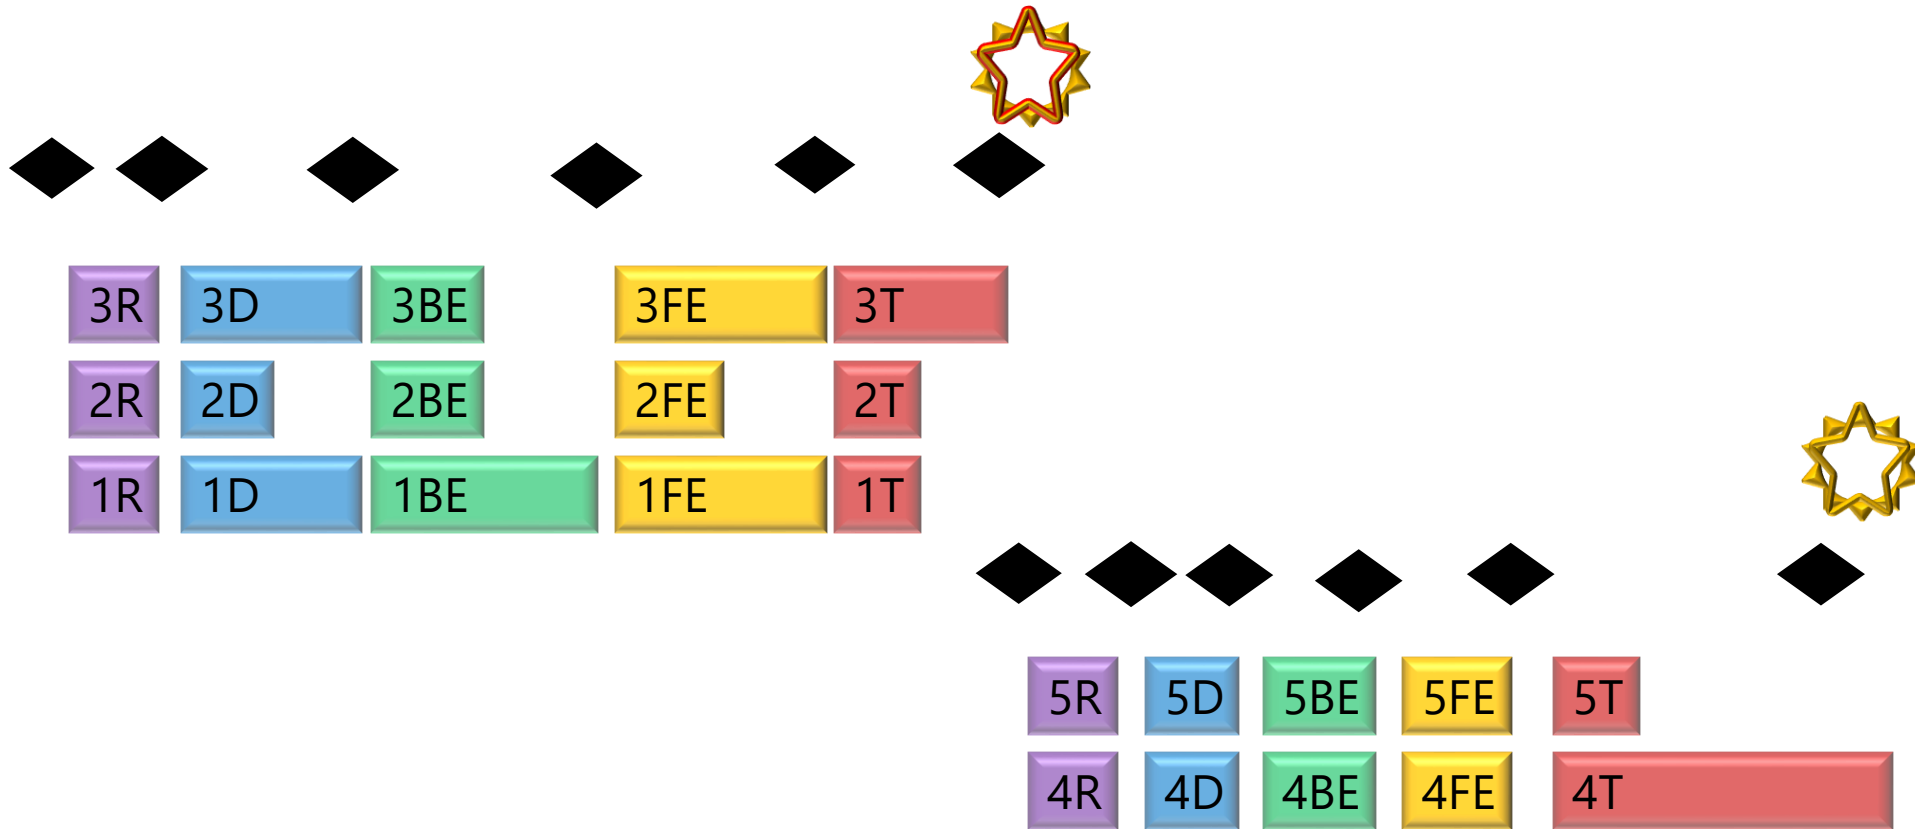 3R 3D 3BE 3FE 3T
2R 2D 2BE 2FE 2T
1R 1D 1BE 1FE 1T
5R 5D 5BE 5FE 5T
4R 4D 4BE 4FE 4T